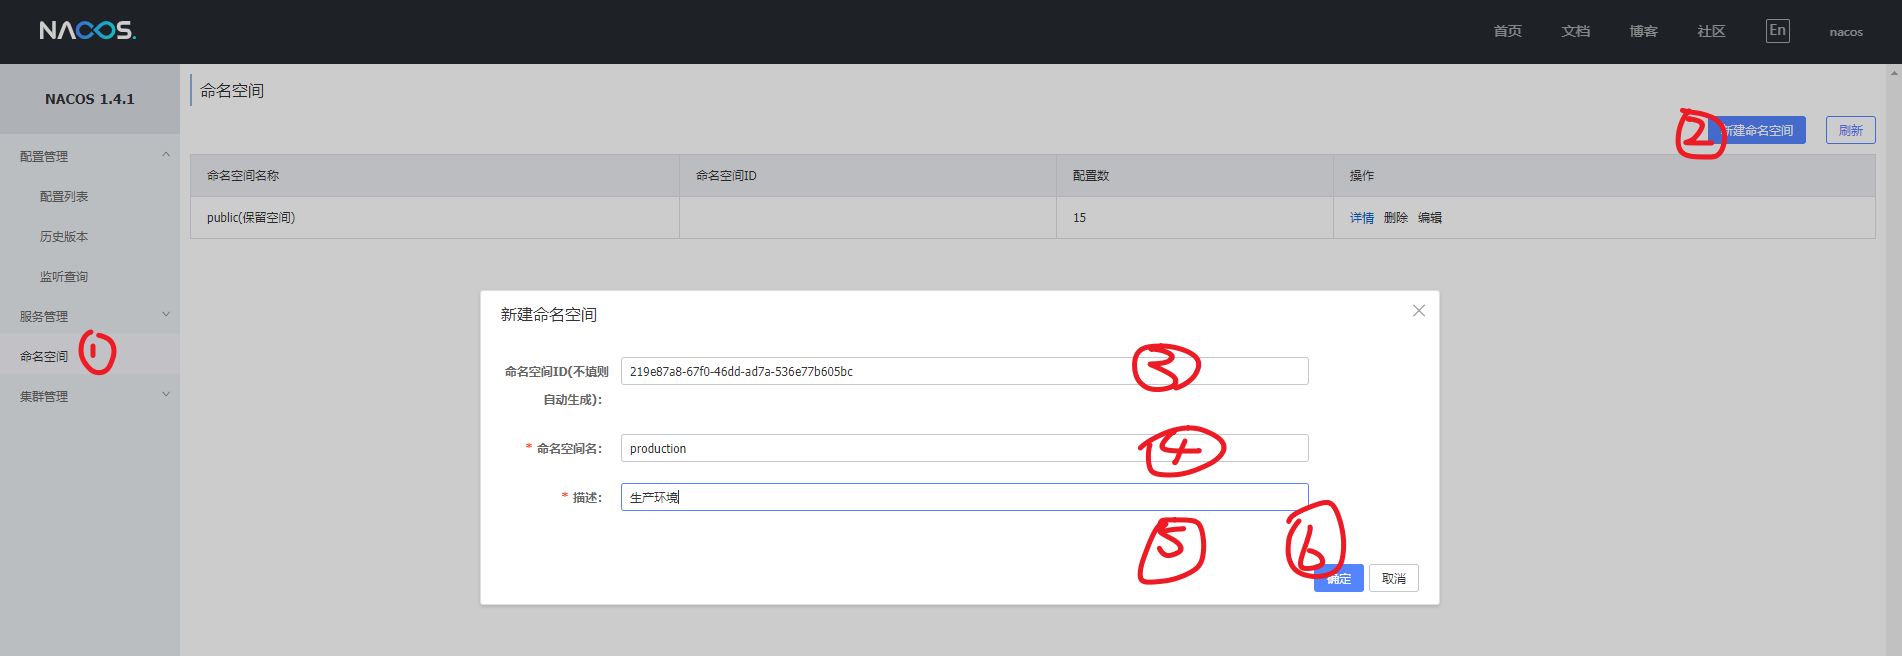 NACOS.
首页 文档 博客 社区 En nacos
NACOS 1.4.1
配置管理
配置列表
历史版本
监听查询
服务管理
命名空间 1
集群管理
命名空间
2 新建命名空间 刷新
命名空间名称 命名空间ID 配置数 操作
public(保留空间) 15 详情 删除 编辑
新建命名空间
命名空间ID(不填则 219e87a8-67f0-46dd-ad7a-536e77b605bc 3
自动生成):
* 命名空间名: production 4
* 描述: 生产环境
5 6
确定 取消